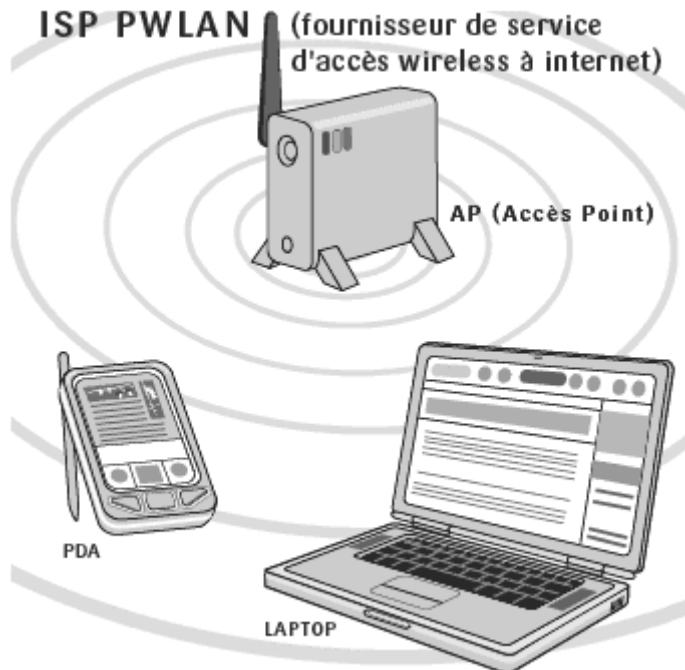 ISP PWLAN (fournisseur de service
d'accès wireless à internet)
AP (Accès Point)
PDA
LAPTOP